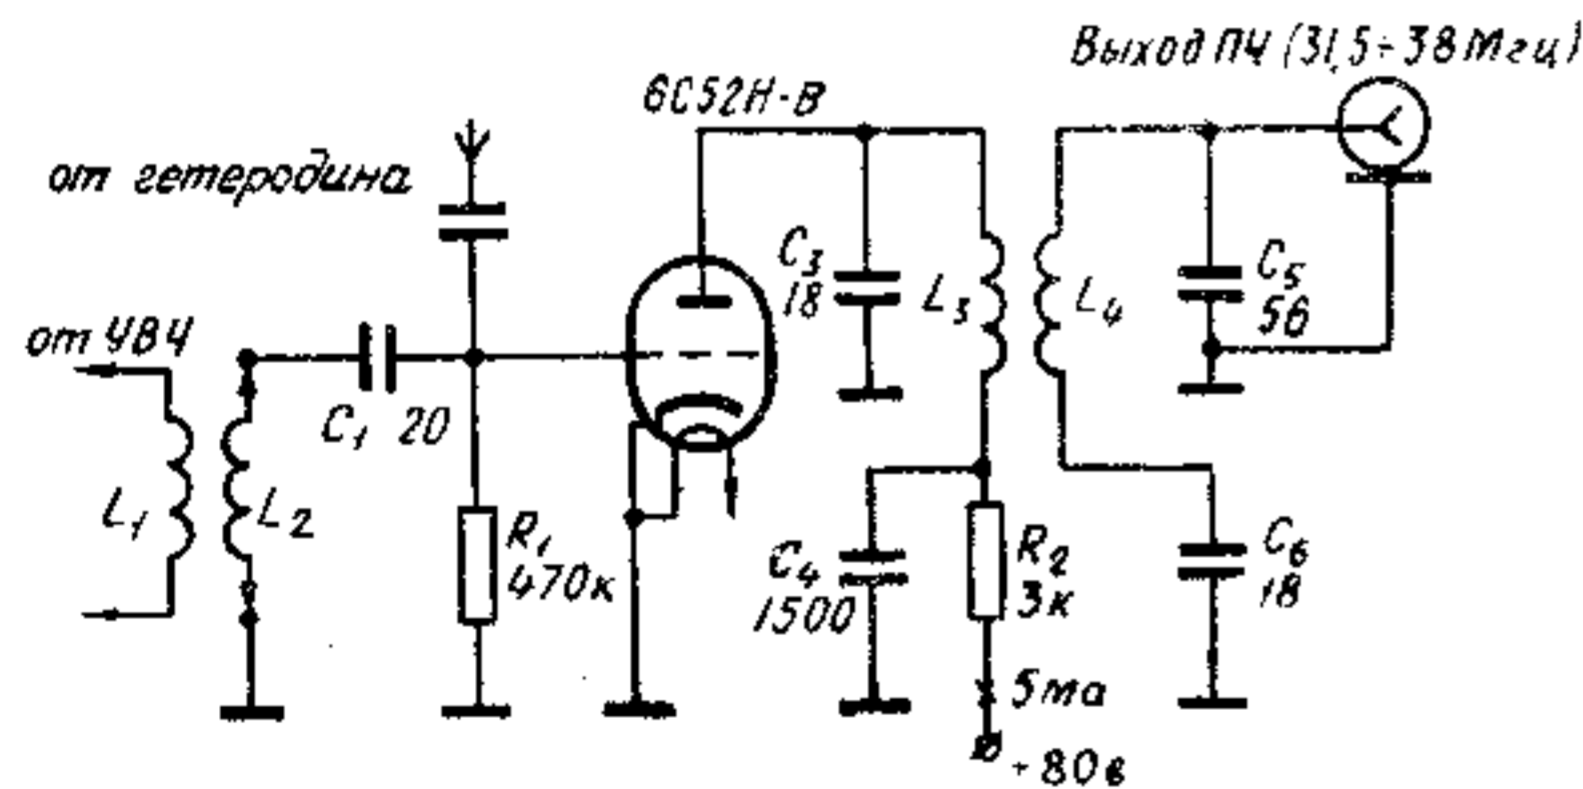 Выход ПЧ (31,5÷38 Мгц)
6С52Н-В
от гетеродина
от УВЧ
C1 20
L1
L2
R1
470к
C3
18
L3
L4
C5
56
C4
1500
R2
3к
C6
18
5ма
+80в